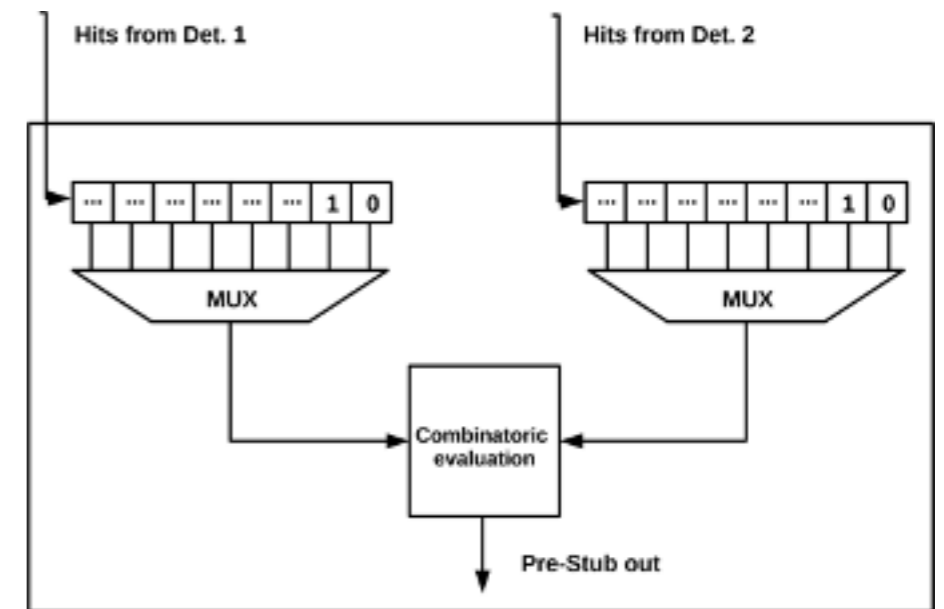 Hits from Det. 1
Hits from Det. 2
... ... ... ... ... ... 1 0
... ... ... ... ... ... 1 0
MUX
MUX
Combinatoric
evaluation
Pre-Stub out